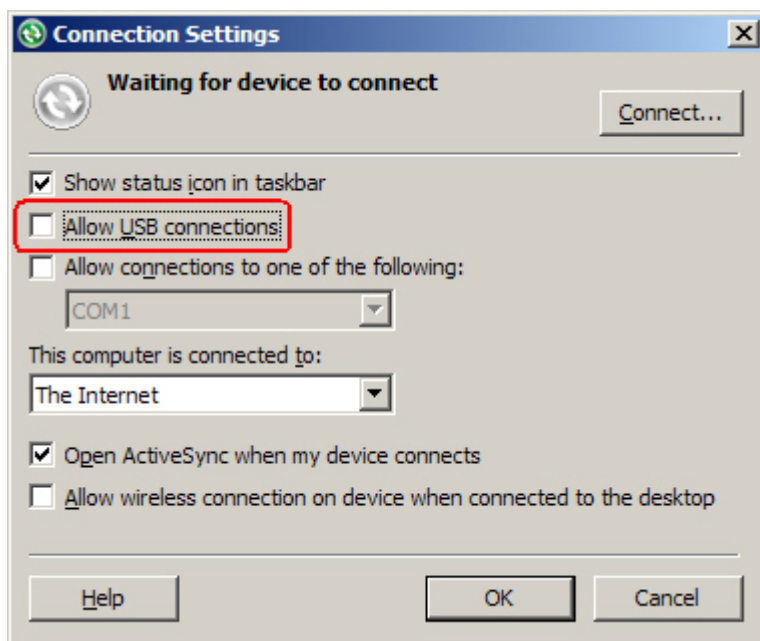 Connection Settings
Waiting for device to connect
Connect...
Show status icon in taskbar
Allow USB connections
Allow connections to one of the following:
COM1
This computer is connected to:
The Internet
Open ActiveSync when my device connects
Allow wireless connection on device when connected to the desktop
Help
OK
Cancel